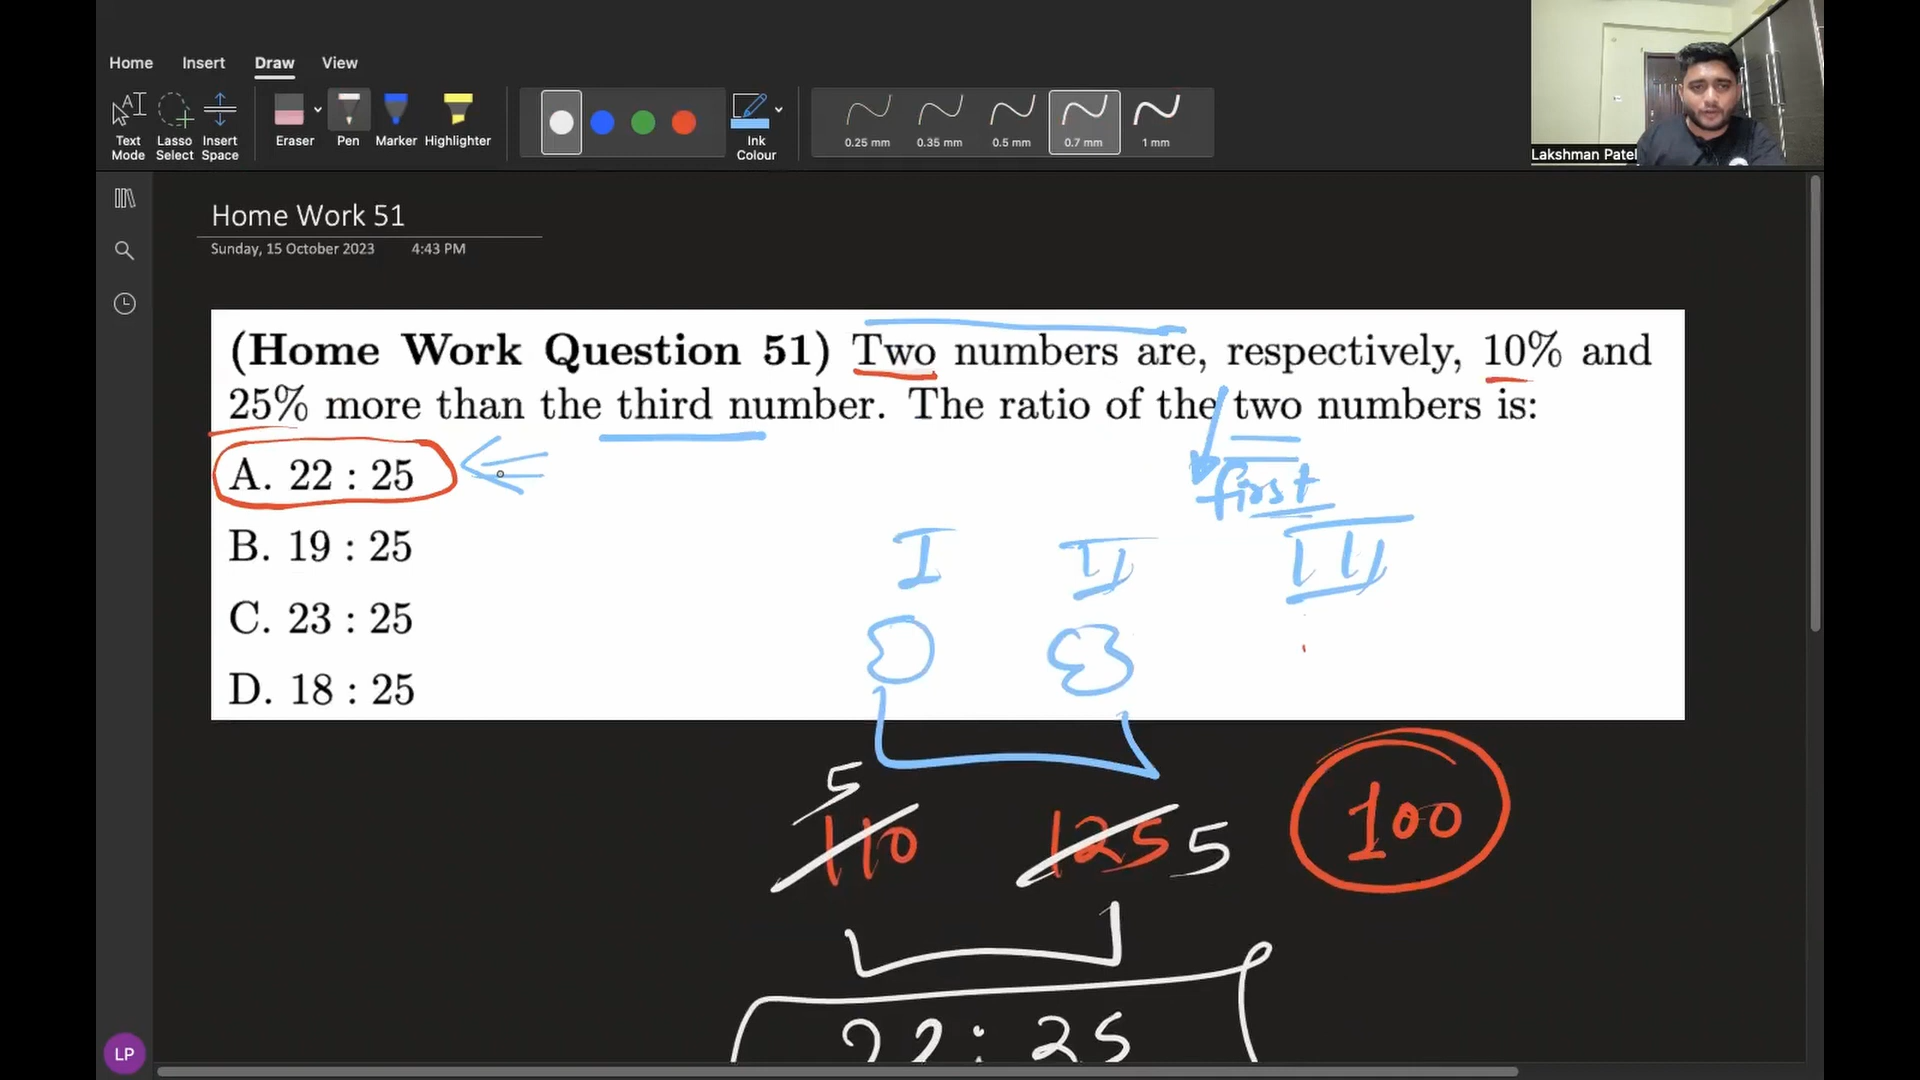 Home Insert Draw View
Text Mode
Lasso Select
Insert Space
Eraser
Pen
Marker
Highlighter
Ink Colour
0.25 mm
0.35 mm
0.5 mm
0.7 mm
1 mm
Lakshman Patel
Home Work 51
Sunday, 15 October 2023 4:43 PM
(Home Work Question 51) Two numbers are, respectively, 10% and
25% more than the third number. The ratio of the two numbers is:
A. 22 : 25
first
I II III
B. 19 : 25
C. 23 : 25
D. 18 : 25
5
110 125 5 100
22 : 25
LP